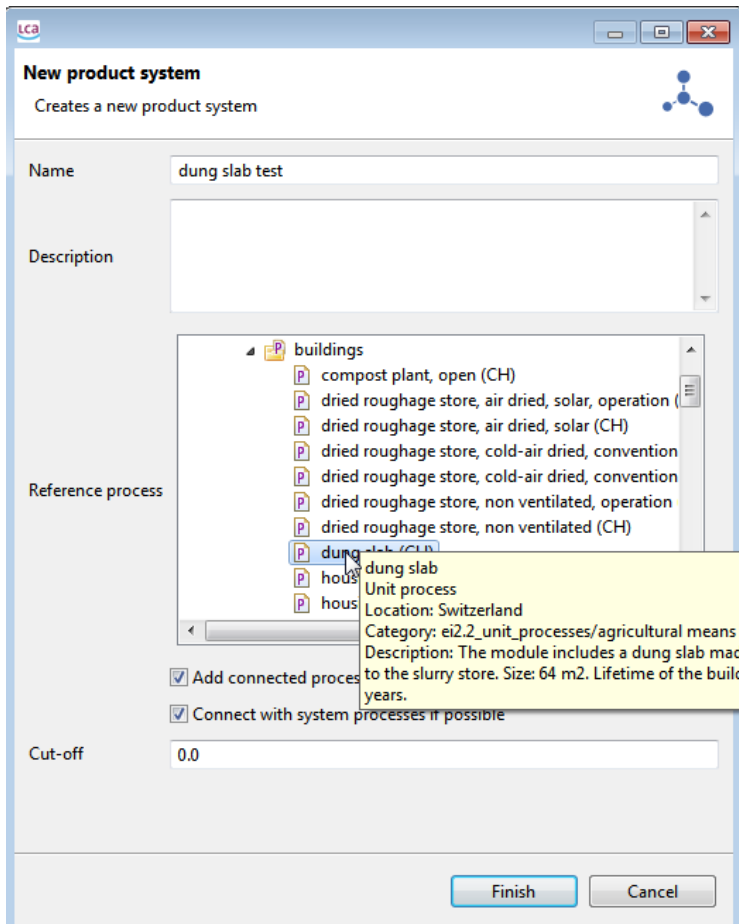 LCA
New product system
Creates a new product system
Name
dung slab test
Description
buildings
compost plant, open (CH)
dried roughage store, air dried, solar, operation (
dried roughage store, air dried, solar (CH)
dried roughage store, cold-air dried, convention
dried roughage store, cold-air dried, convention
Reference process
dried roughage store, non ventilated, operation
dried roughage store, non ventilated (CH)
dung slab (CH)
hous
hous
dung slab
Unit process
Location: Switzerland
Category: ei2.2_unit_processes/agricultural means
Description: The module includes a dung slab mad
to the slurry store. Size: 64 m2. Lifetime of the build
years.
Add connected proces
Connect with system processes if possible
Cut-off
0.0
Finish
Cancel